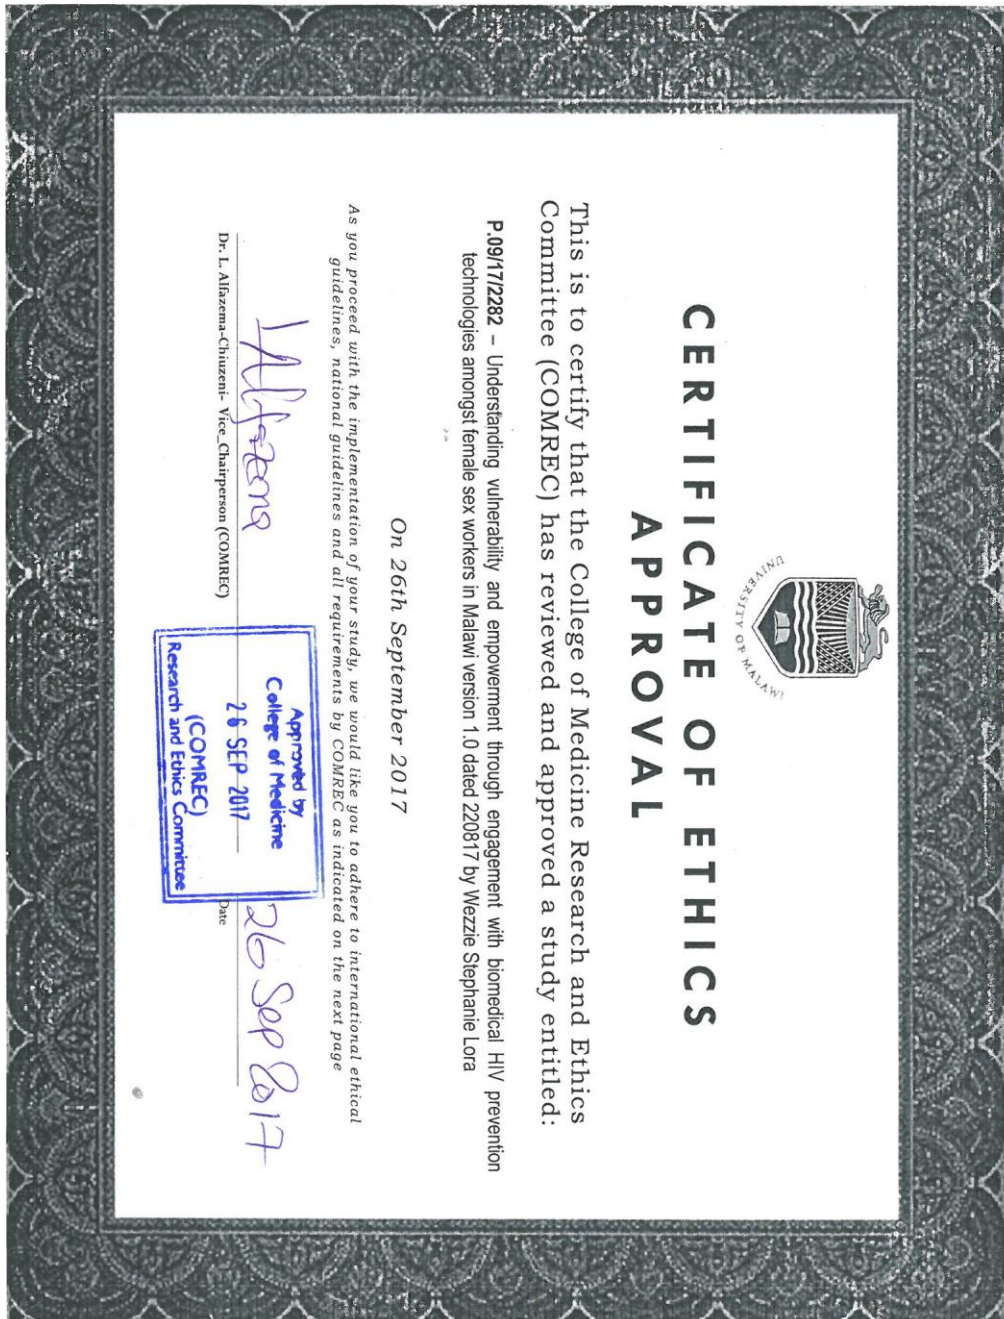 UNIVERSITY OF MALAWI
CERTIFICATE OF ETHICS
APPROVAL
This is to certify that the College of Medicine Research and Ethics
Committee (COMREC) has reviewed and approved a study entitled:
P.09/17/2282 – Understanding vulnerability and empowerment through engagement with biomedical HIV prevention
technologies amongst female sex workers in Malawi version 1.0 dated 220817 by Wezzie Stephanie Lora
On 26th September 2017
As you proceed with the implementation of your study, we would like you to adhere to international ethical
guidelines, national guidelines and all requirements by COMREC as indicated on the next page
LAlfazema
26 Sep 2017
Dr. L. Alfazema-Chiuzeni- Vice_Chairperson (COMREC)
Date
Approved by
College of Medicine
26 SEP 2017
(COMREC)
Research and Ethics Committee